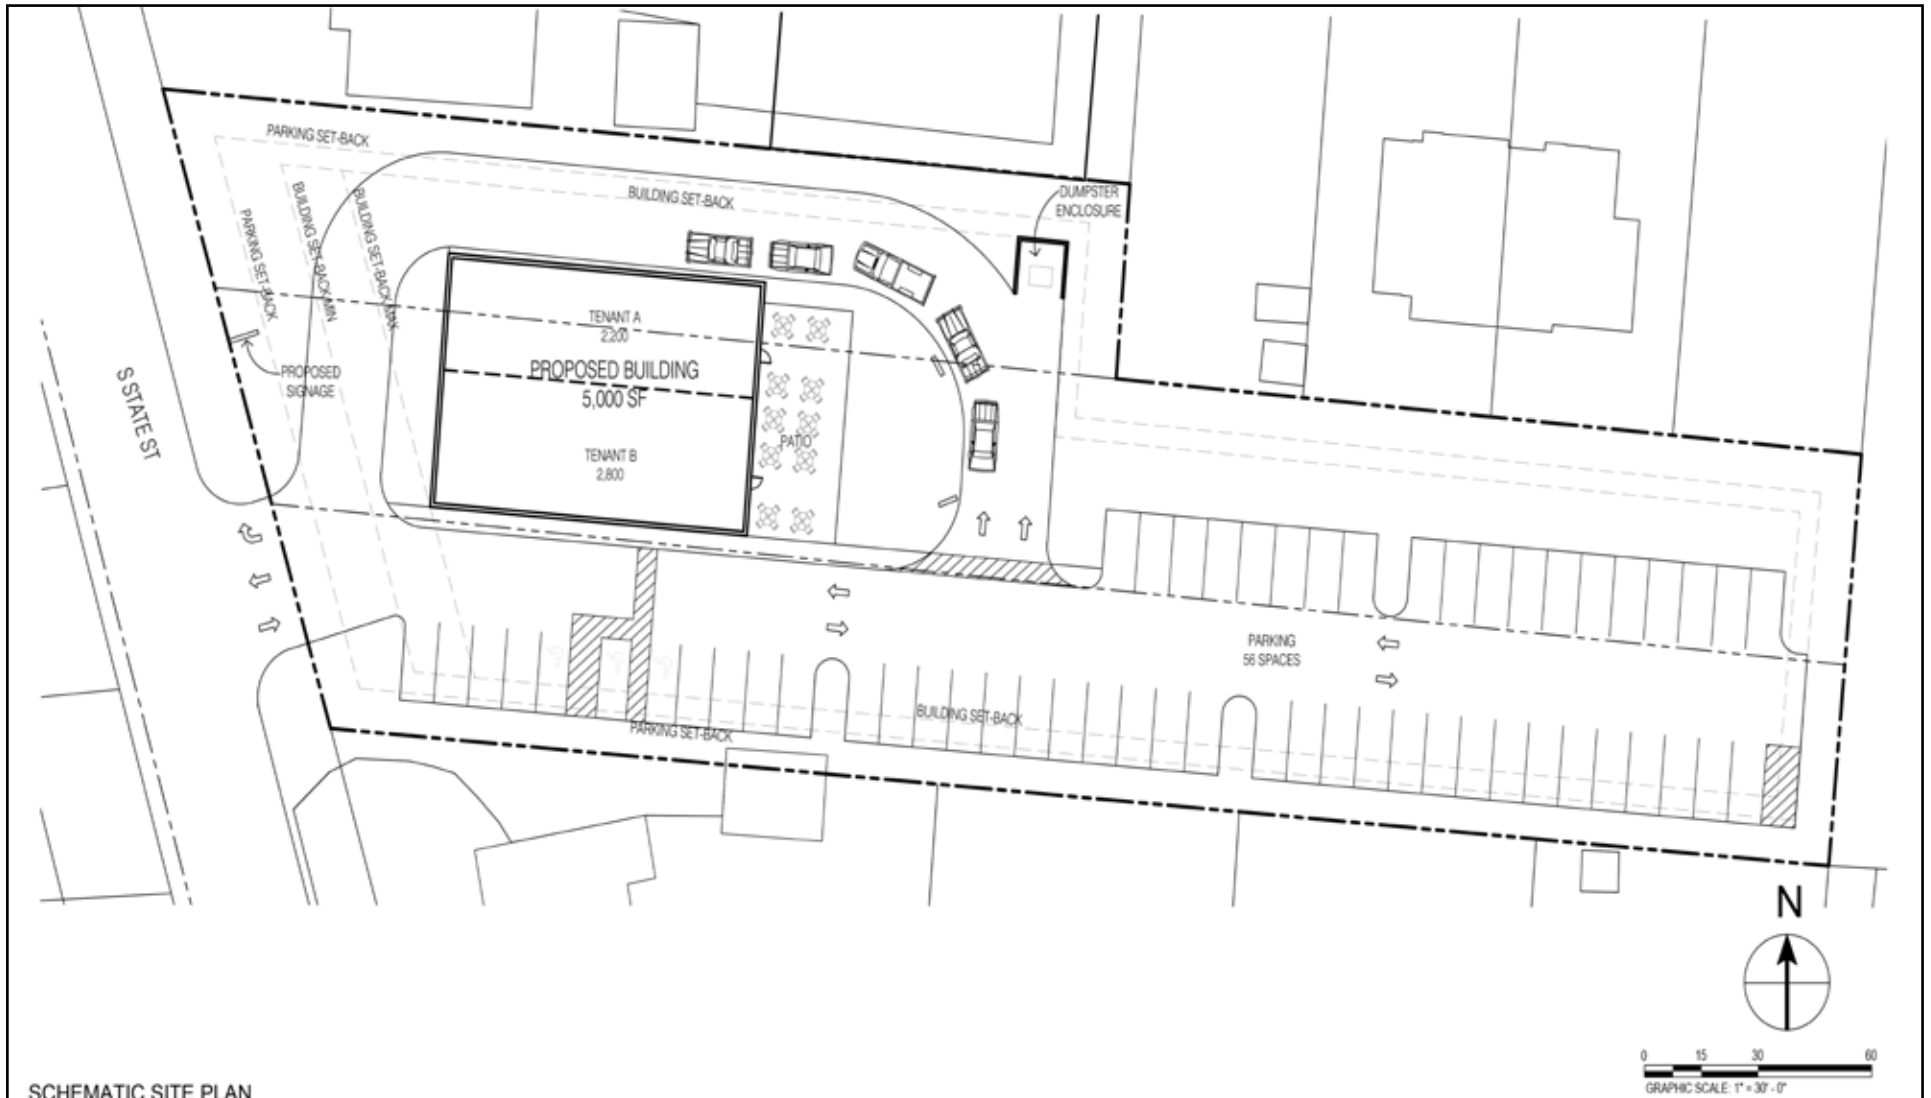 PARKING SET-BACK
BUILDING SET-BACK
DUMPSTER
ENCLOSURE
PARKING SET-BACK
BUILDING SET-BACK MIN
BUILDING SET-BACK MAX
TENANT A
2,200
PROPOSED BUILDING
5,000 SF
PROPOSED
SIGNAGE
S STATE ST
PATIO
TENANT B
2,800
PARKING
56 SPACES
BUILDING SET-BACK
PARKING SET-BACK
N
0 15 30 60
GRAPHIC SCALE: 1" = 30' - 0"
SCHEMATIC SITE PLAN